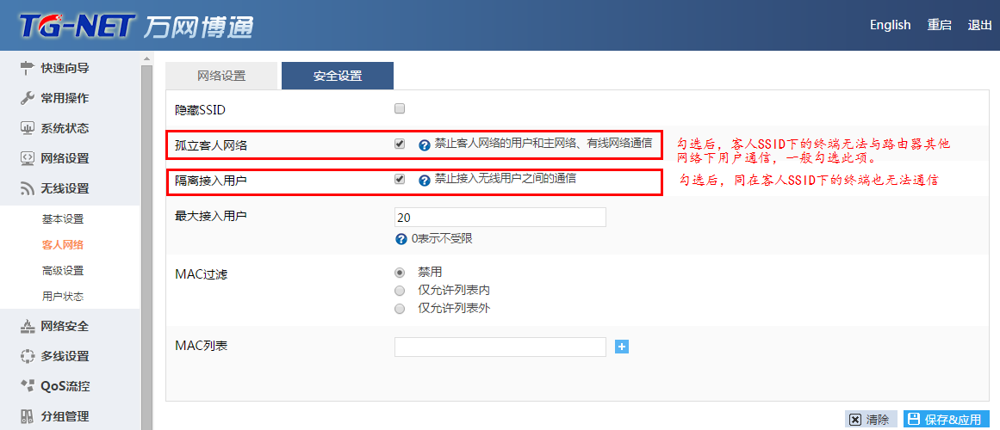 TG-NET 万网博通
English 重启 退出
快速向导
常用操作
系统状态
网络设置
无线设置
基本设置
客人网络
高级设置
用户状态
网络安全
多线设置
QoS流控
分组管理
网络设置 安全设置
隐藏SSID
孤立客人网络 禁止客人网络的用户和主网络、有线网络通信
勾选后，客人SSID下的终端无法与路由器其他
网络下用户通信，一般勾选此项。
隔离接入用户 禁止接入无线用户之间的通信
勾选后，同在客人SSID下的终端也无法通信
最大接入用户 20
0表示不受限
MAC过滤 禁用
仅允许列表内
仅允许列表外
MAC列表
清除 保存&应用